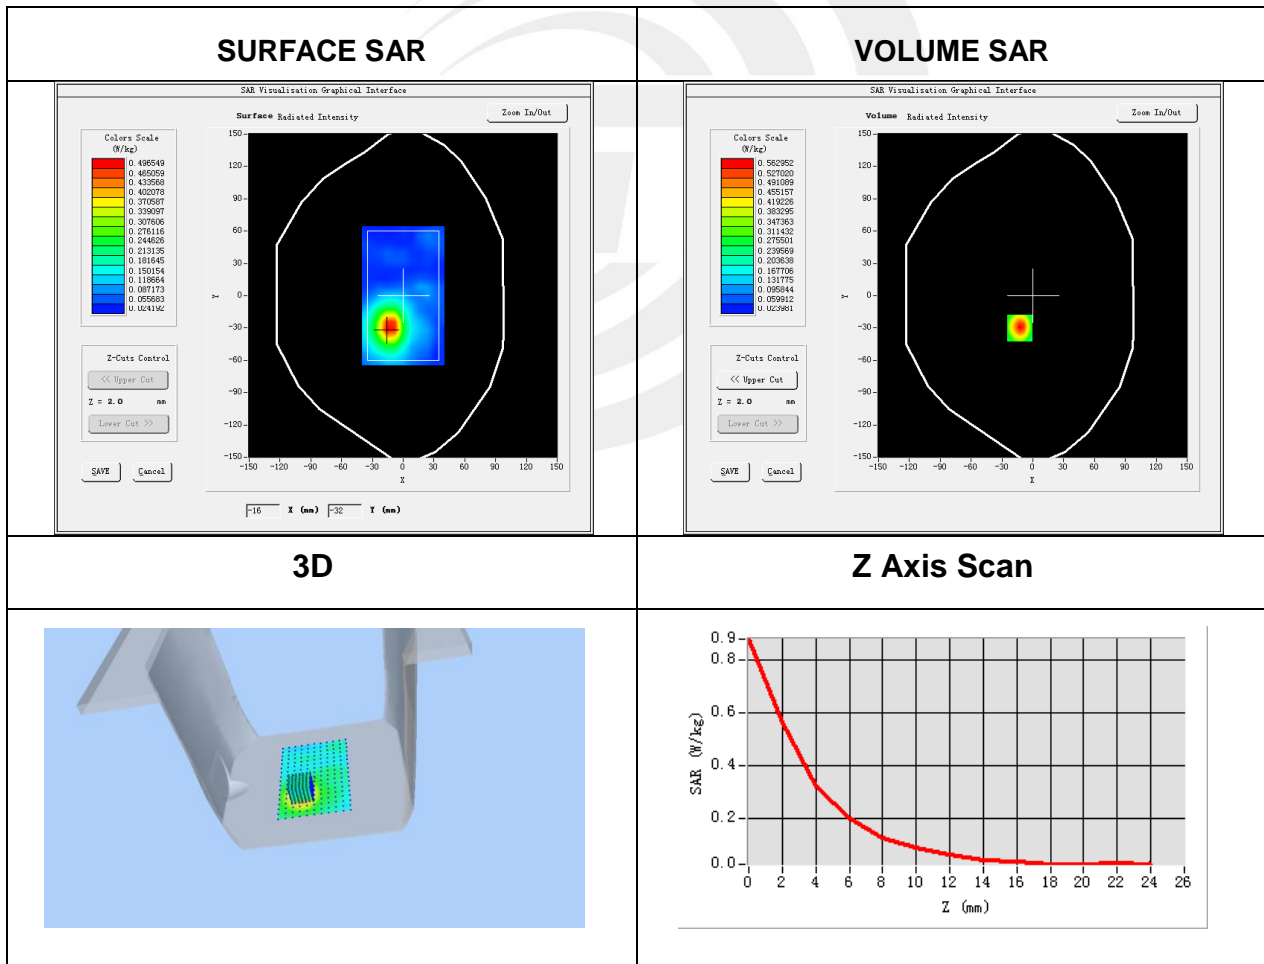 SURFACE SAR
VOLUME SAR
SAR Visualisation Graphical Interface
Surface Radiated Intensity
Zoom In/Out
Colors Scale
(W/kg)
0.496549
0.465059
0.433568
0.402078
0.370587
0.339097
0.307606
0.276116
0.244626
0.213135
0.181645
0.150154
0.118664
0.087173
0.055683
0.024192
150
120
90
60
30
0
-30
-60
-90
-120
-150
Y
-150 -120 -90 -60 -30 0 30 60 90 120 150
X
Z-Cuts Control
<< Upper Cut
Z = 2.0 mm
Lower Cut >>
SAVE Cancel
-16 X (mm) -32 Y (mm)
SAR Visualisation Graphical Interface
Volume Radiated Intensity
Zoom In/Out
Colors Scale
(W/kg)
0.562952
0.527020
0.491089
0.455157
0.419226
0.383295
0.347363
0.311432
0.275501
0.239569
0.203638
0.167706
0.131775
0.095844
0.059912
0.023981
150
120
90
60
30
0
-30
-60
-90
-120
-150
Y
-150 -120 -90 -60 -30 0 30 60 90 120 150
X
Z-Cuts Control
<< Upper Cut
Z = 2.0 mm
Lower Cut >>
SAVE Cancel
3D
Z Axis Scan
0.9
0.8
0.6
0.4
0.2
0.0
SAR (W/kg)
0 2 4 6 8 10 12 14 16 18 20 22 24 26
Z (mm)